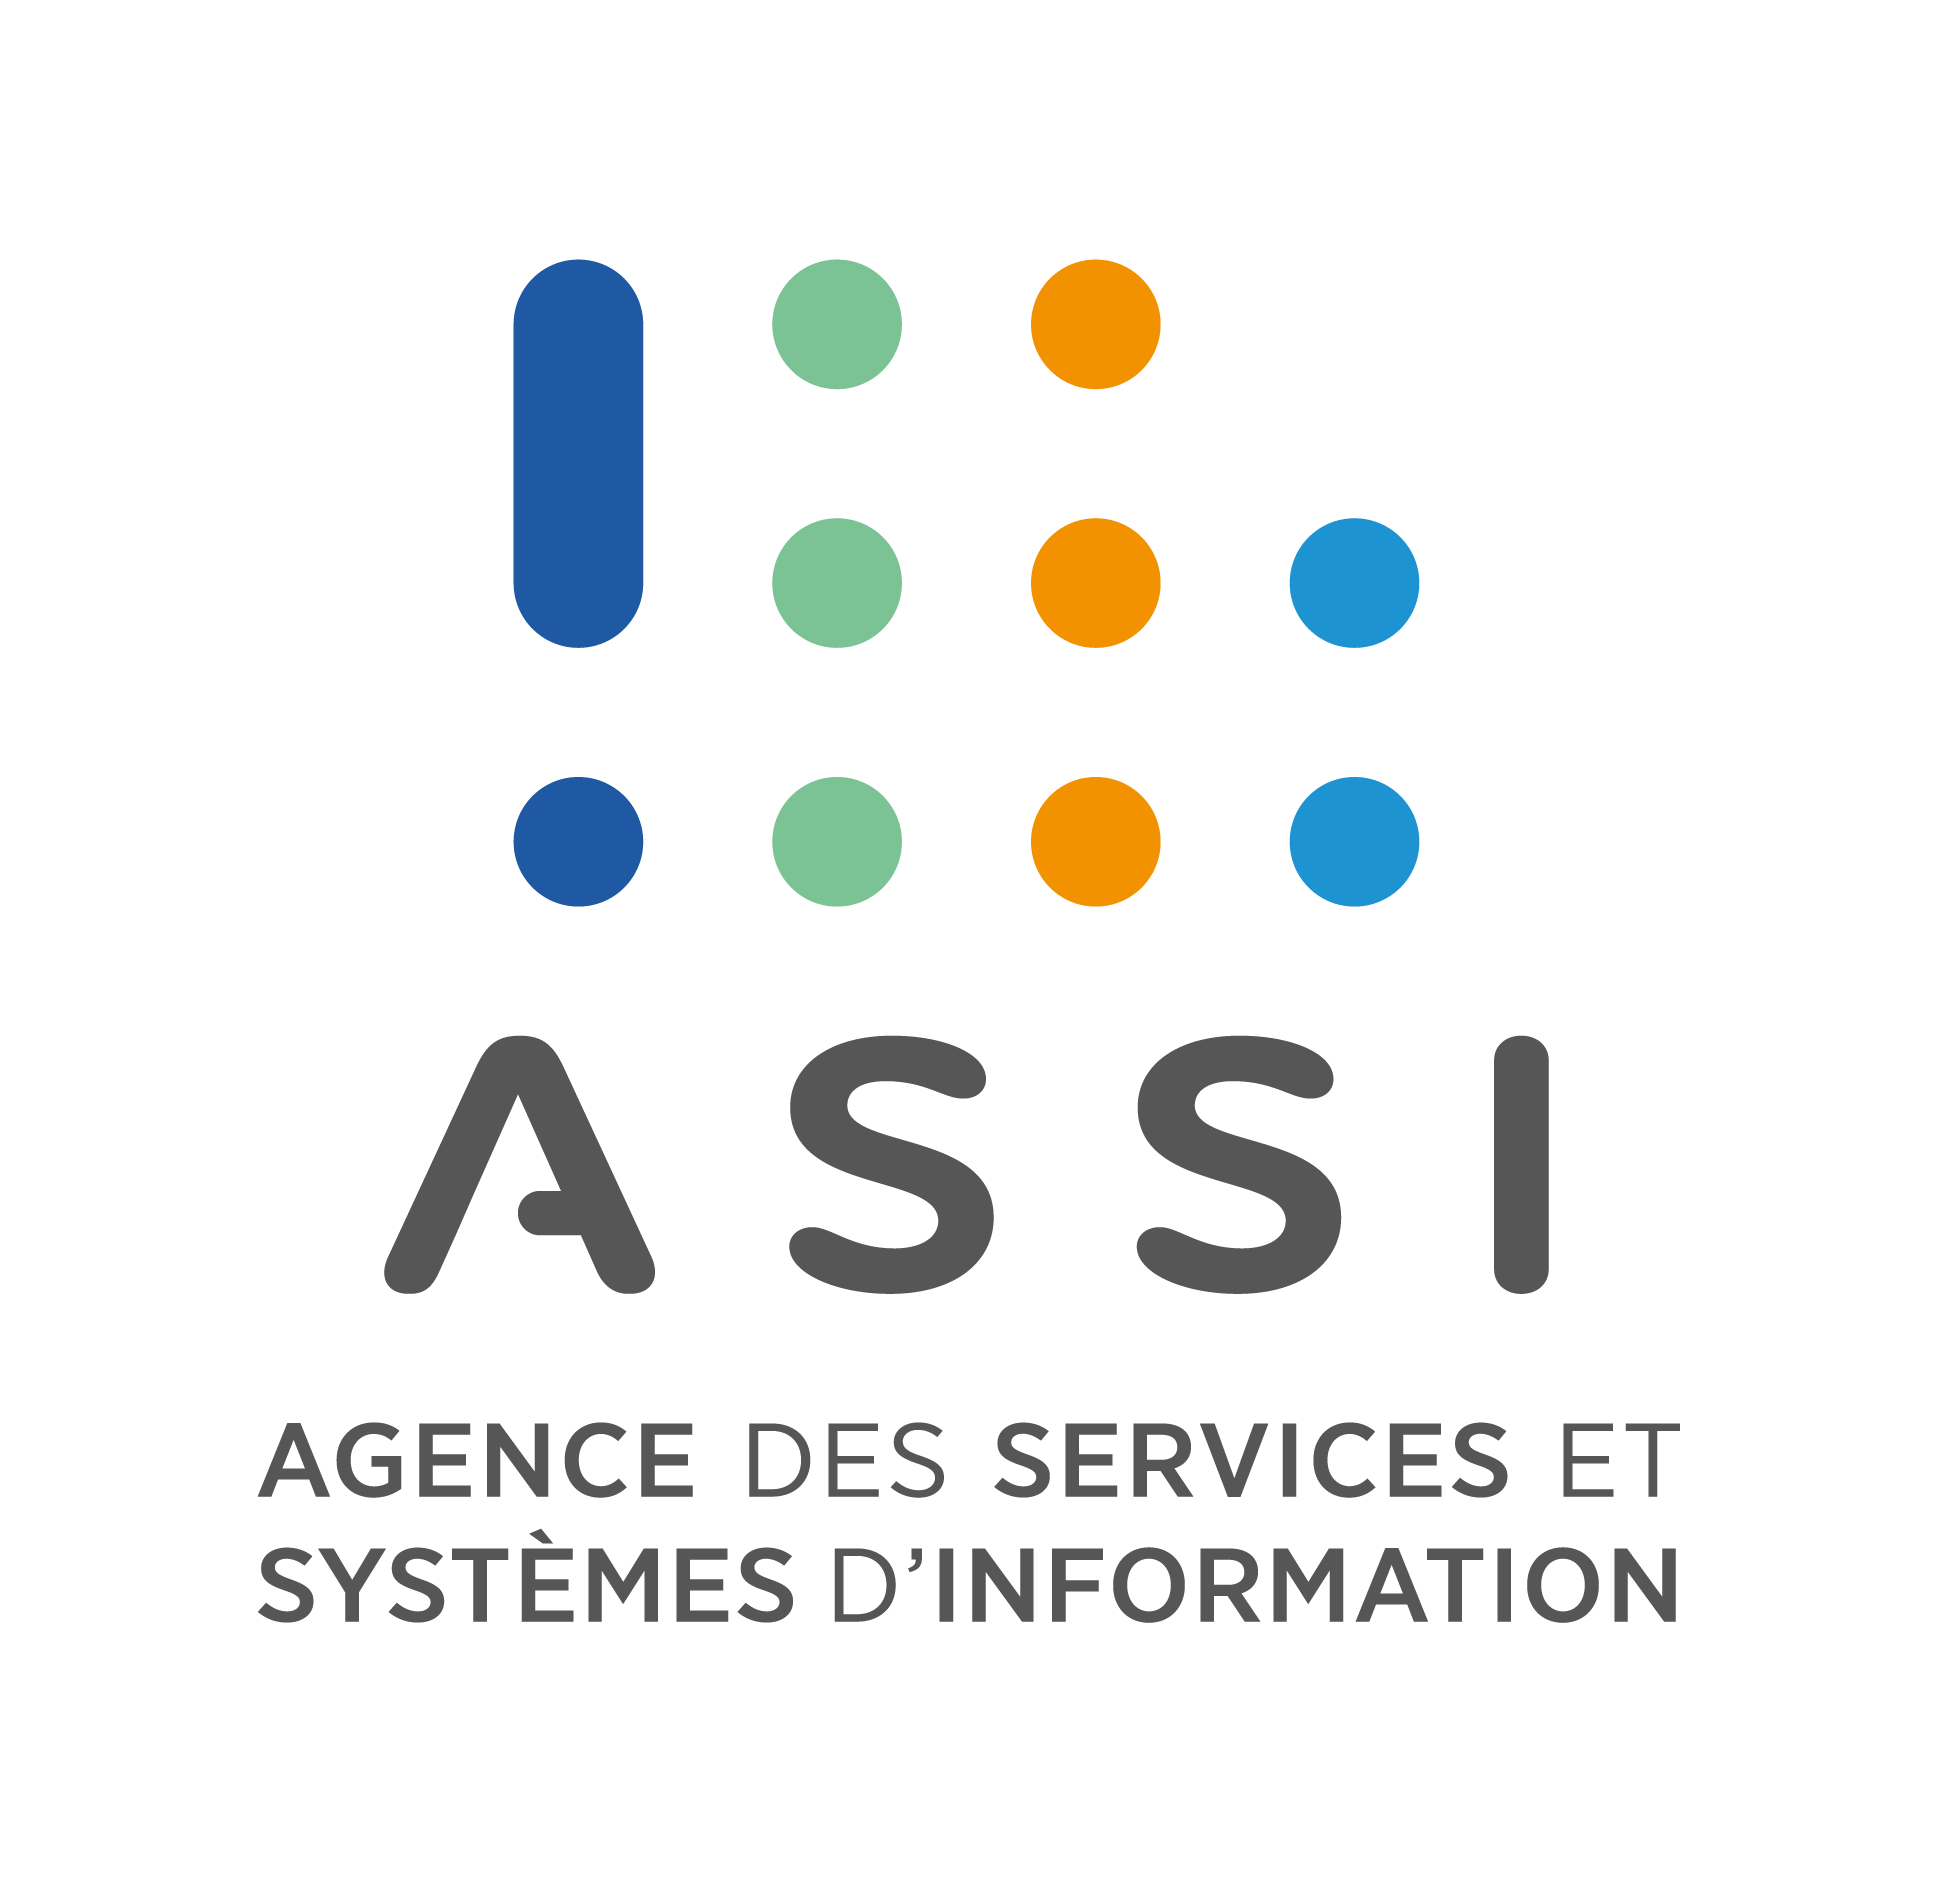 ASSI
AGENCE DES SERVICES ET
SYSTÈMES D’INFORMATION